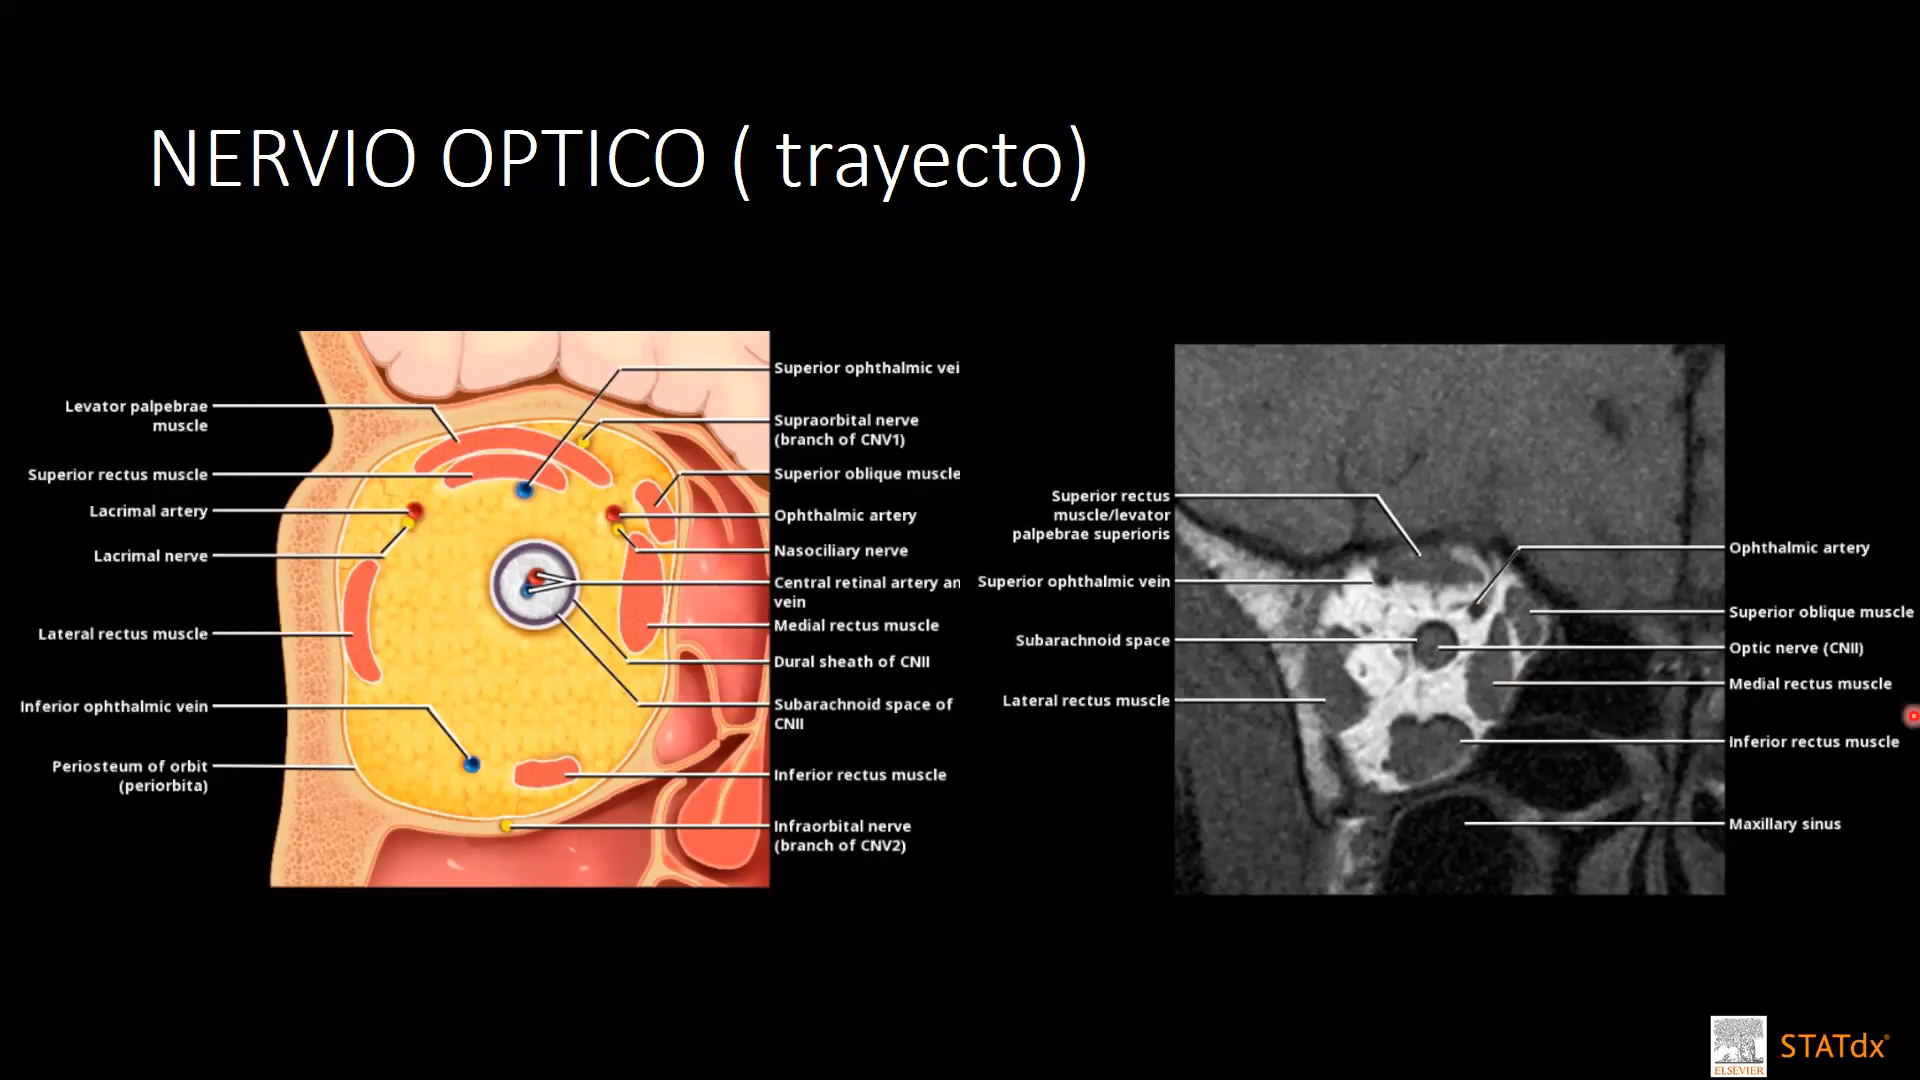 NERVIO OPTICO ( trayecto)
Levator palpebrae
muscle
Superior rectus muscle
Lacrimal artery
Lacrimal nerve
Lateral rectus muscle
Inferior ophthalmic vein
Periosteum of orbit
(periorbita)
Superior ophthalmic vei
Supraorbital nerve
(branch of CNV1)
Superior oblique muscle
Ophthalmic artery
Nasociliary nerve
Central retinal artery an
vein
Medial rectus muscle
Dural sheath of CNII
Subarachnoid space of
CNII
Inferior rectus muscle
Infraorbital nerve
(branch of CNV2)
Superior rectus
muscle/levator
palpebrae superioris
Superior ophthalmic vein
Subarachnoid space
Lateral rectus muscle
Ophthalmic artery
Superior oblique muscle
Optic nerve (CNII)
Medial rectus muscle
Inferior rectus muscle
Maxillary sinus
ELSEVIER
STATdx®